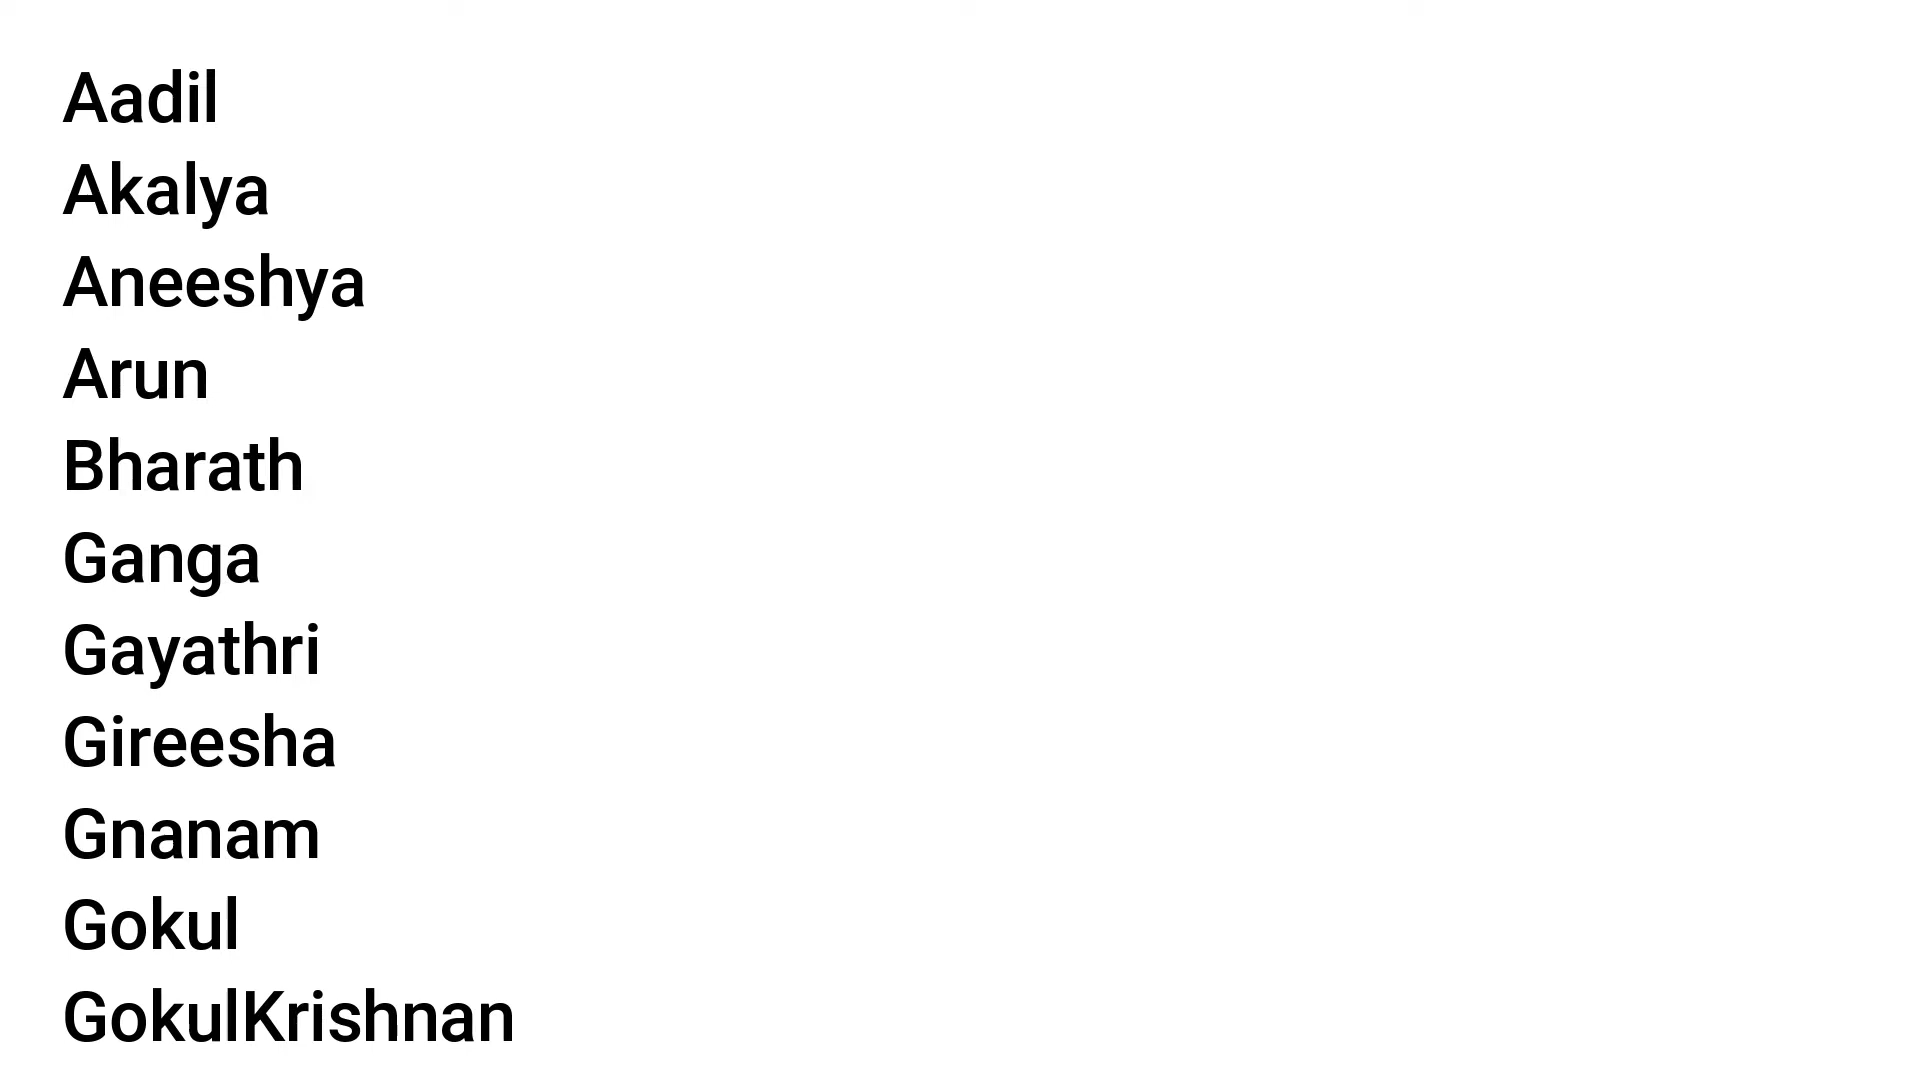 Aadil
Akalya
Aneeshya
Arun
Bharath
Ganga
Gayathri
Gireesha
Gnanam
Gokul
GokulKrishnan